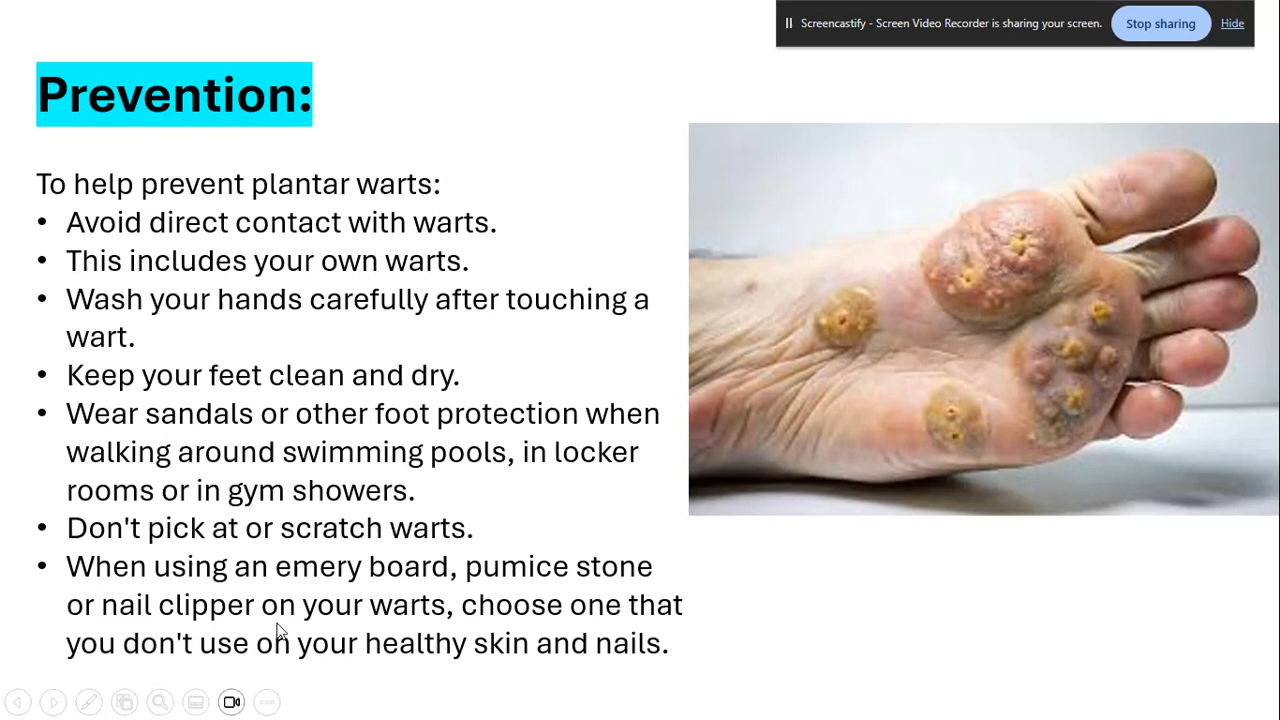 Screencastify - Screen Video Recorder is sharing your screen. Stop sharing Hide
Prevention:
To help prevent plantar warts:
• Avoid direct contact with warts.
• This includes your own warts.
• Wash your hands carefully after touching a
wart.
• Keep your feet clean and dry.
• Wear sandals or other foot protection when
walking around swimming pools, in locker
rooms or in gym showers.
• Don't pick at or scratch warts.
• When using an emery board, pumice stone
or nail clipper on your warts, choose one that
you don't use on your healthy skin and nails.